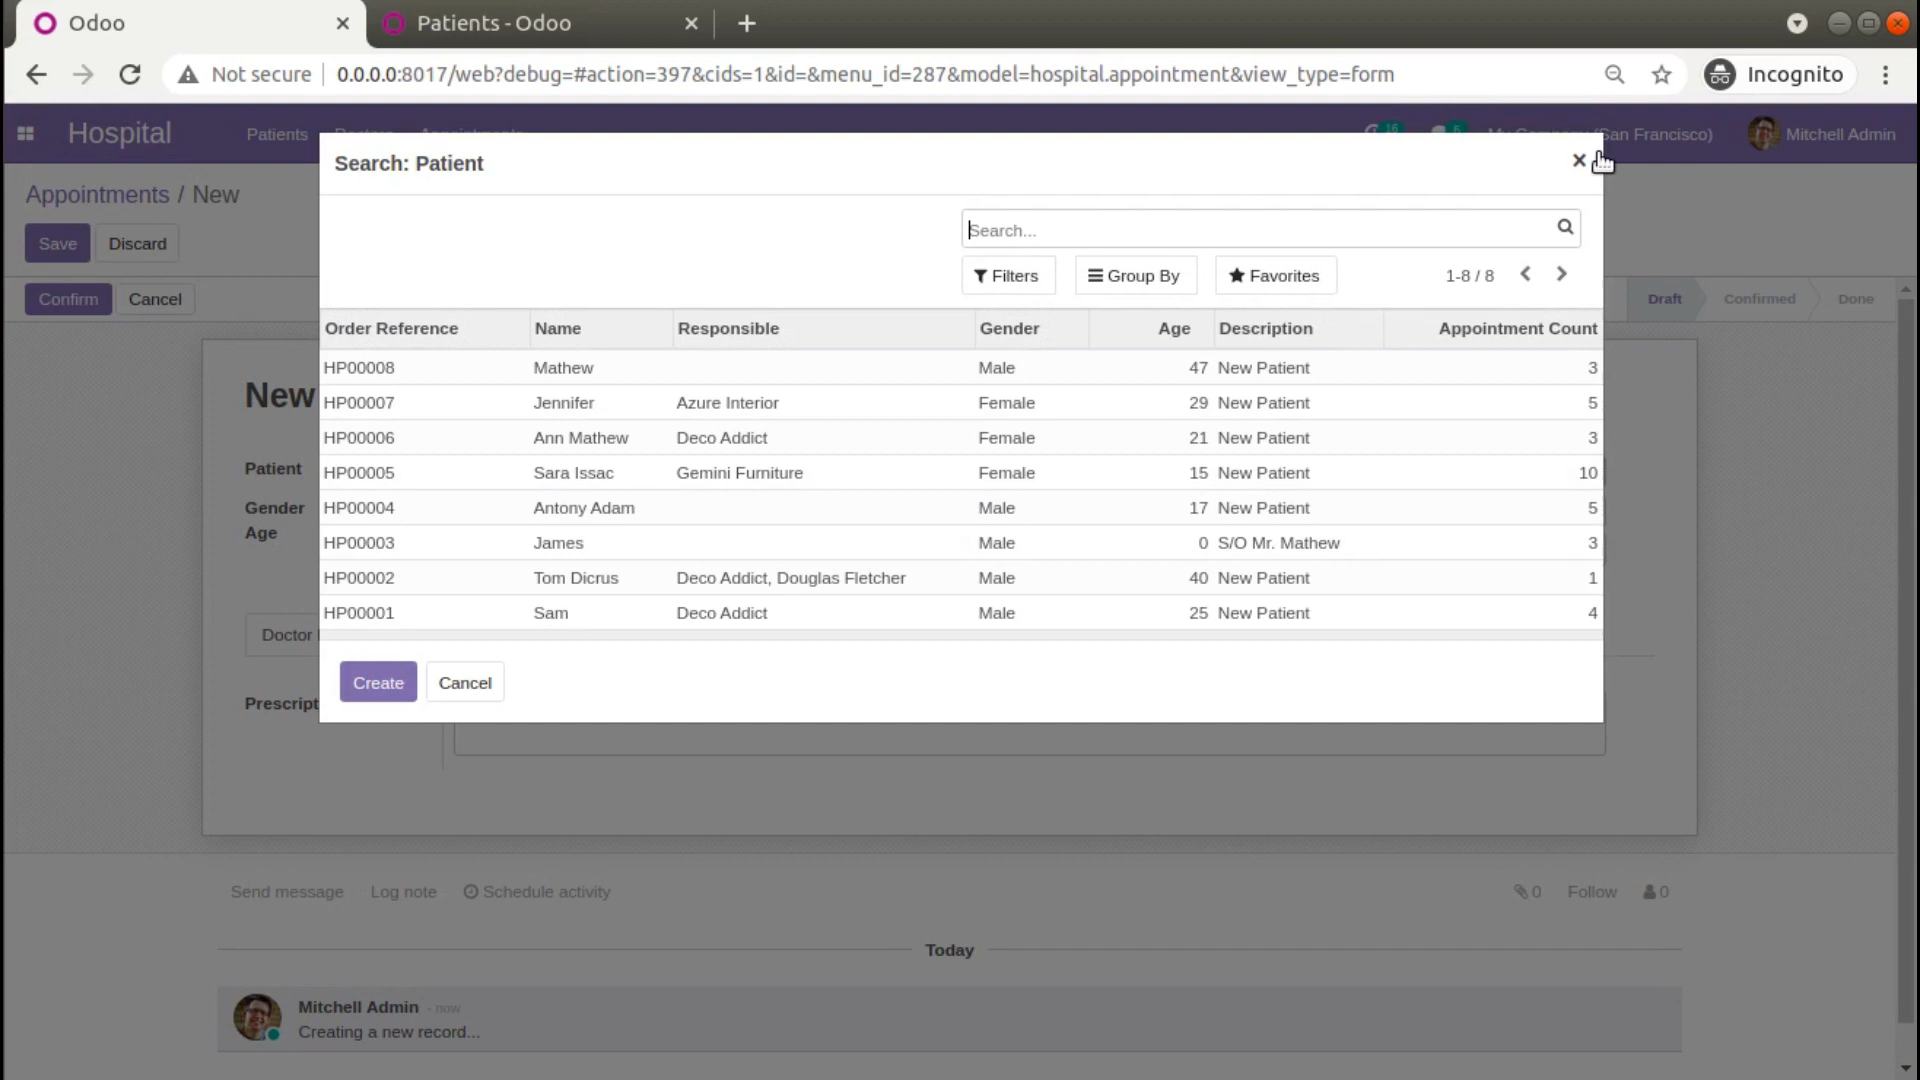 Odoo
Patients - Odoo
Not secure
0.0.0.0:8017/web?debug=#action=397&cids=1&id=&menu_id=287&model=hospital.appointment&view_type=form
Incognito
Hospital
Patients
16
San Francisco)
Mitchell Admin
Search: Patient
Appointments / New
Search...
Save
Discard
Filters
Group By
Favorites
1-8 / 8
Confirm
Cancel
Draft
Confirmed
Done
Order Reference Name Responsible Gender Age Description Appointment Count
HP00008 Mathew Male 47 New Patient 3
HP00007 Jennifer Azure Interior Female 29 New Patient 5
HP00006 Ann Mathew Deco Addict Female 21 New Patient 3
HP00005 Sara Issac Gemini Furniture Female 15 New Patient 10
HP00004 Antony Adam Male 17 New Patient 5
HP00003 James Male 0 S/O Mr. Mathew 3
HP00002 Tom Dicrus Deco Addict, Douglas Fletcher Male 40 New Patient 1
HP00001 Sam Deco Addict Male 25 New Patient 4
New
Patient
Gender
Age
Doctor
Create
Cancel
Prescript
Send message
Log note
Schedule activity
0
Follow
0
Today
Mitchell Admin - now
Creating a new record...